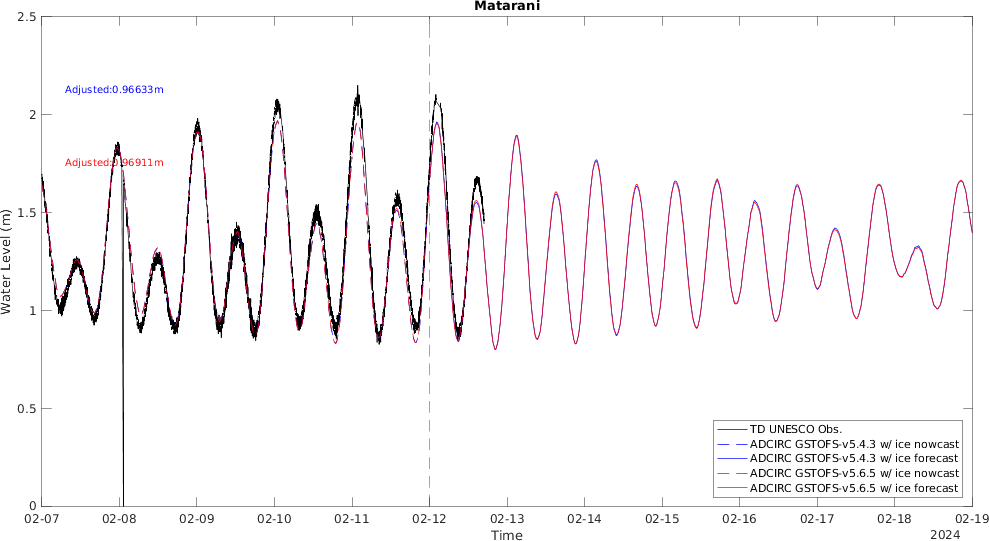 Matarani
2.5
2
1.5
1
0.5
0
Water Level (m)
Adjusted:0.96633m
Adjusted:0.96911m
TD UNESCO Obs.
ADCIRC GSTOFS-v5.4.3 w/ ice nowcast
ADCIRC GSTOFS-v5.4.3 w/ ice forecast
ADCIRC GSTOFS-v5.6.5 w/ ice nowcast
ADCIRC GSTOFS-v5.6.5 w/ ice forecast
02-07 02-08 02-09 02-10 02-11 02-12 02-13 02-14 02-15 02-16 02-17 02-18 02-19
Time
2024